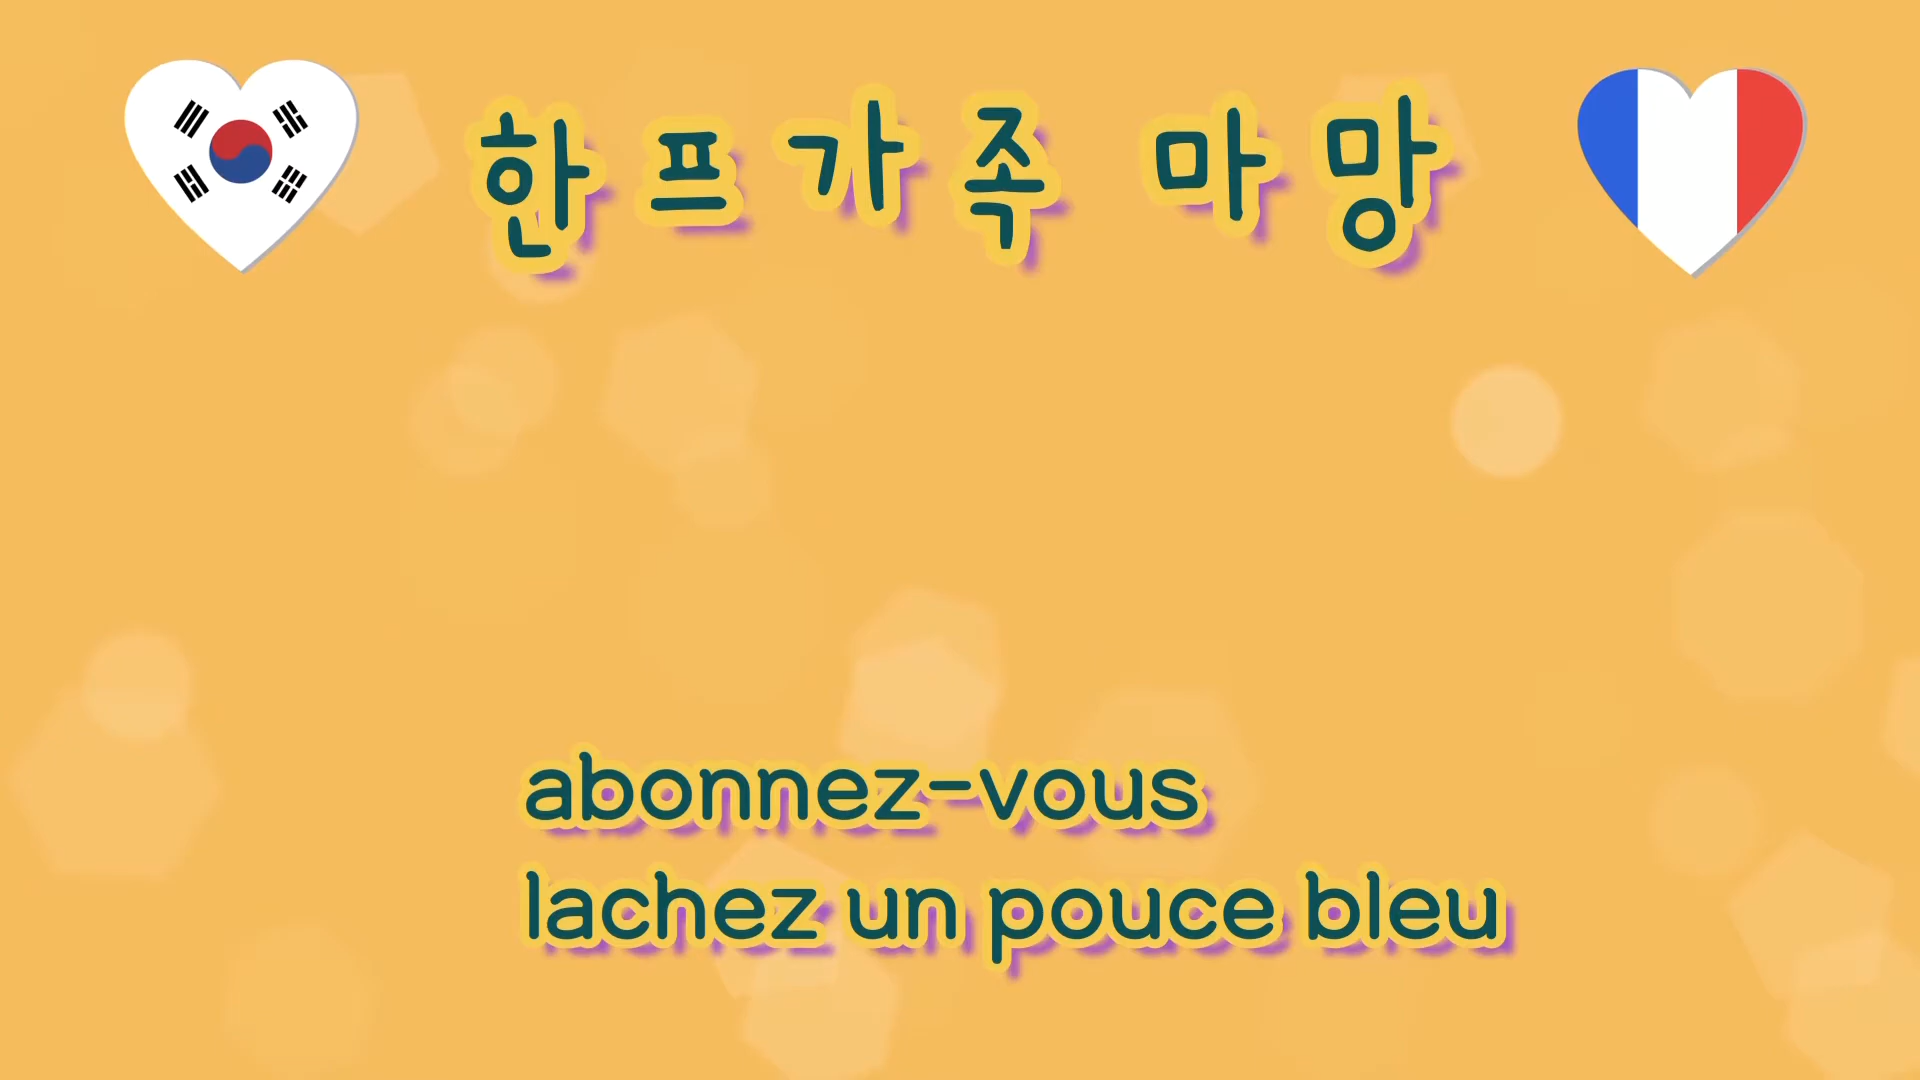 한프가족 마망
abonnez-vous
lachez un pouce bleu